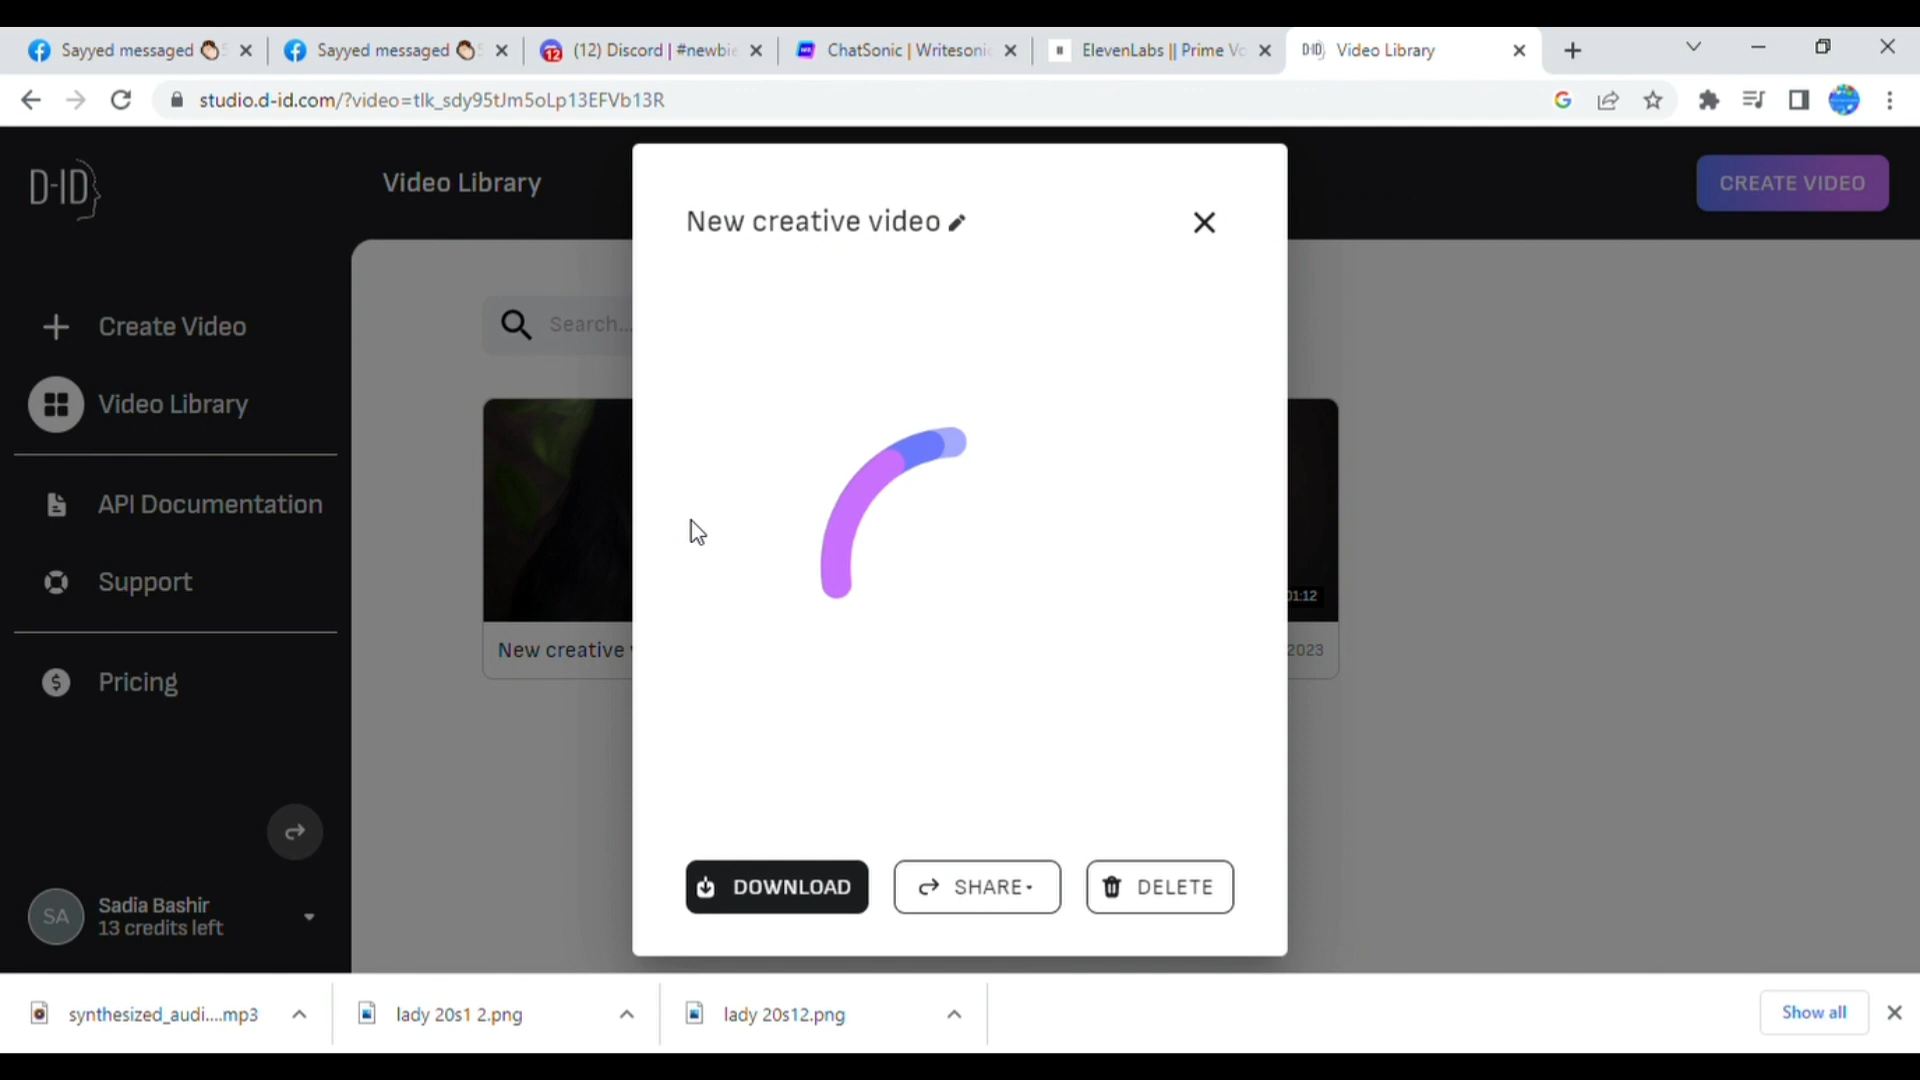 Sayyed messaged
Sayyed messaged
(12) Discord | #newbie
ChatSonic | Writesonic
ElevenLabs || Prime Vo
Video Library
studio.d-id.com/?video=tlk_sdy95tJm5oLp13EFVb13R
D-ID
Video Library
CREATE VIDEO
New creative video
Create Video
Search...
Video Library
API Documentation
Support
01:12
New creative
2023
Pricing
SA
Sadia Bashir
13 credits left
DOWNLOAD
SHARE
DELETE
synthesized_audi....mp3
lady 20s1 2.png
lady 20s12.png
Show all